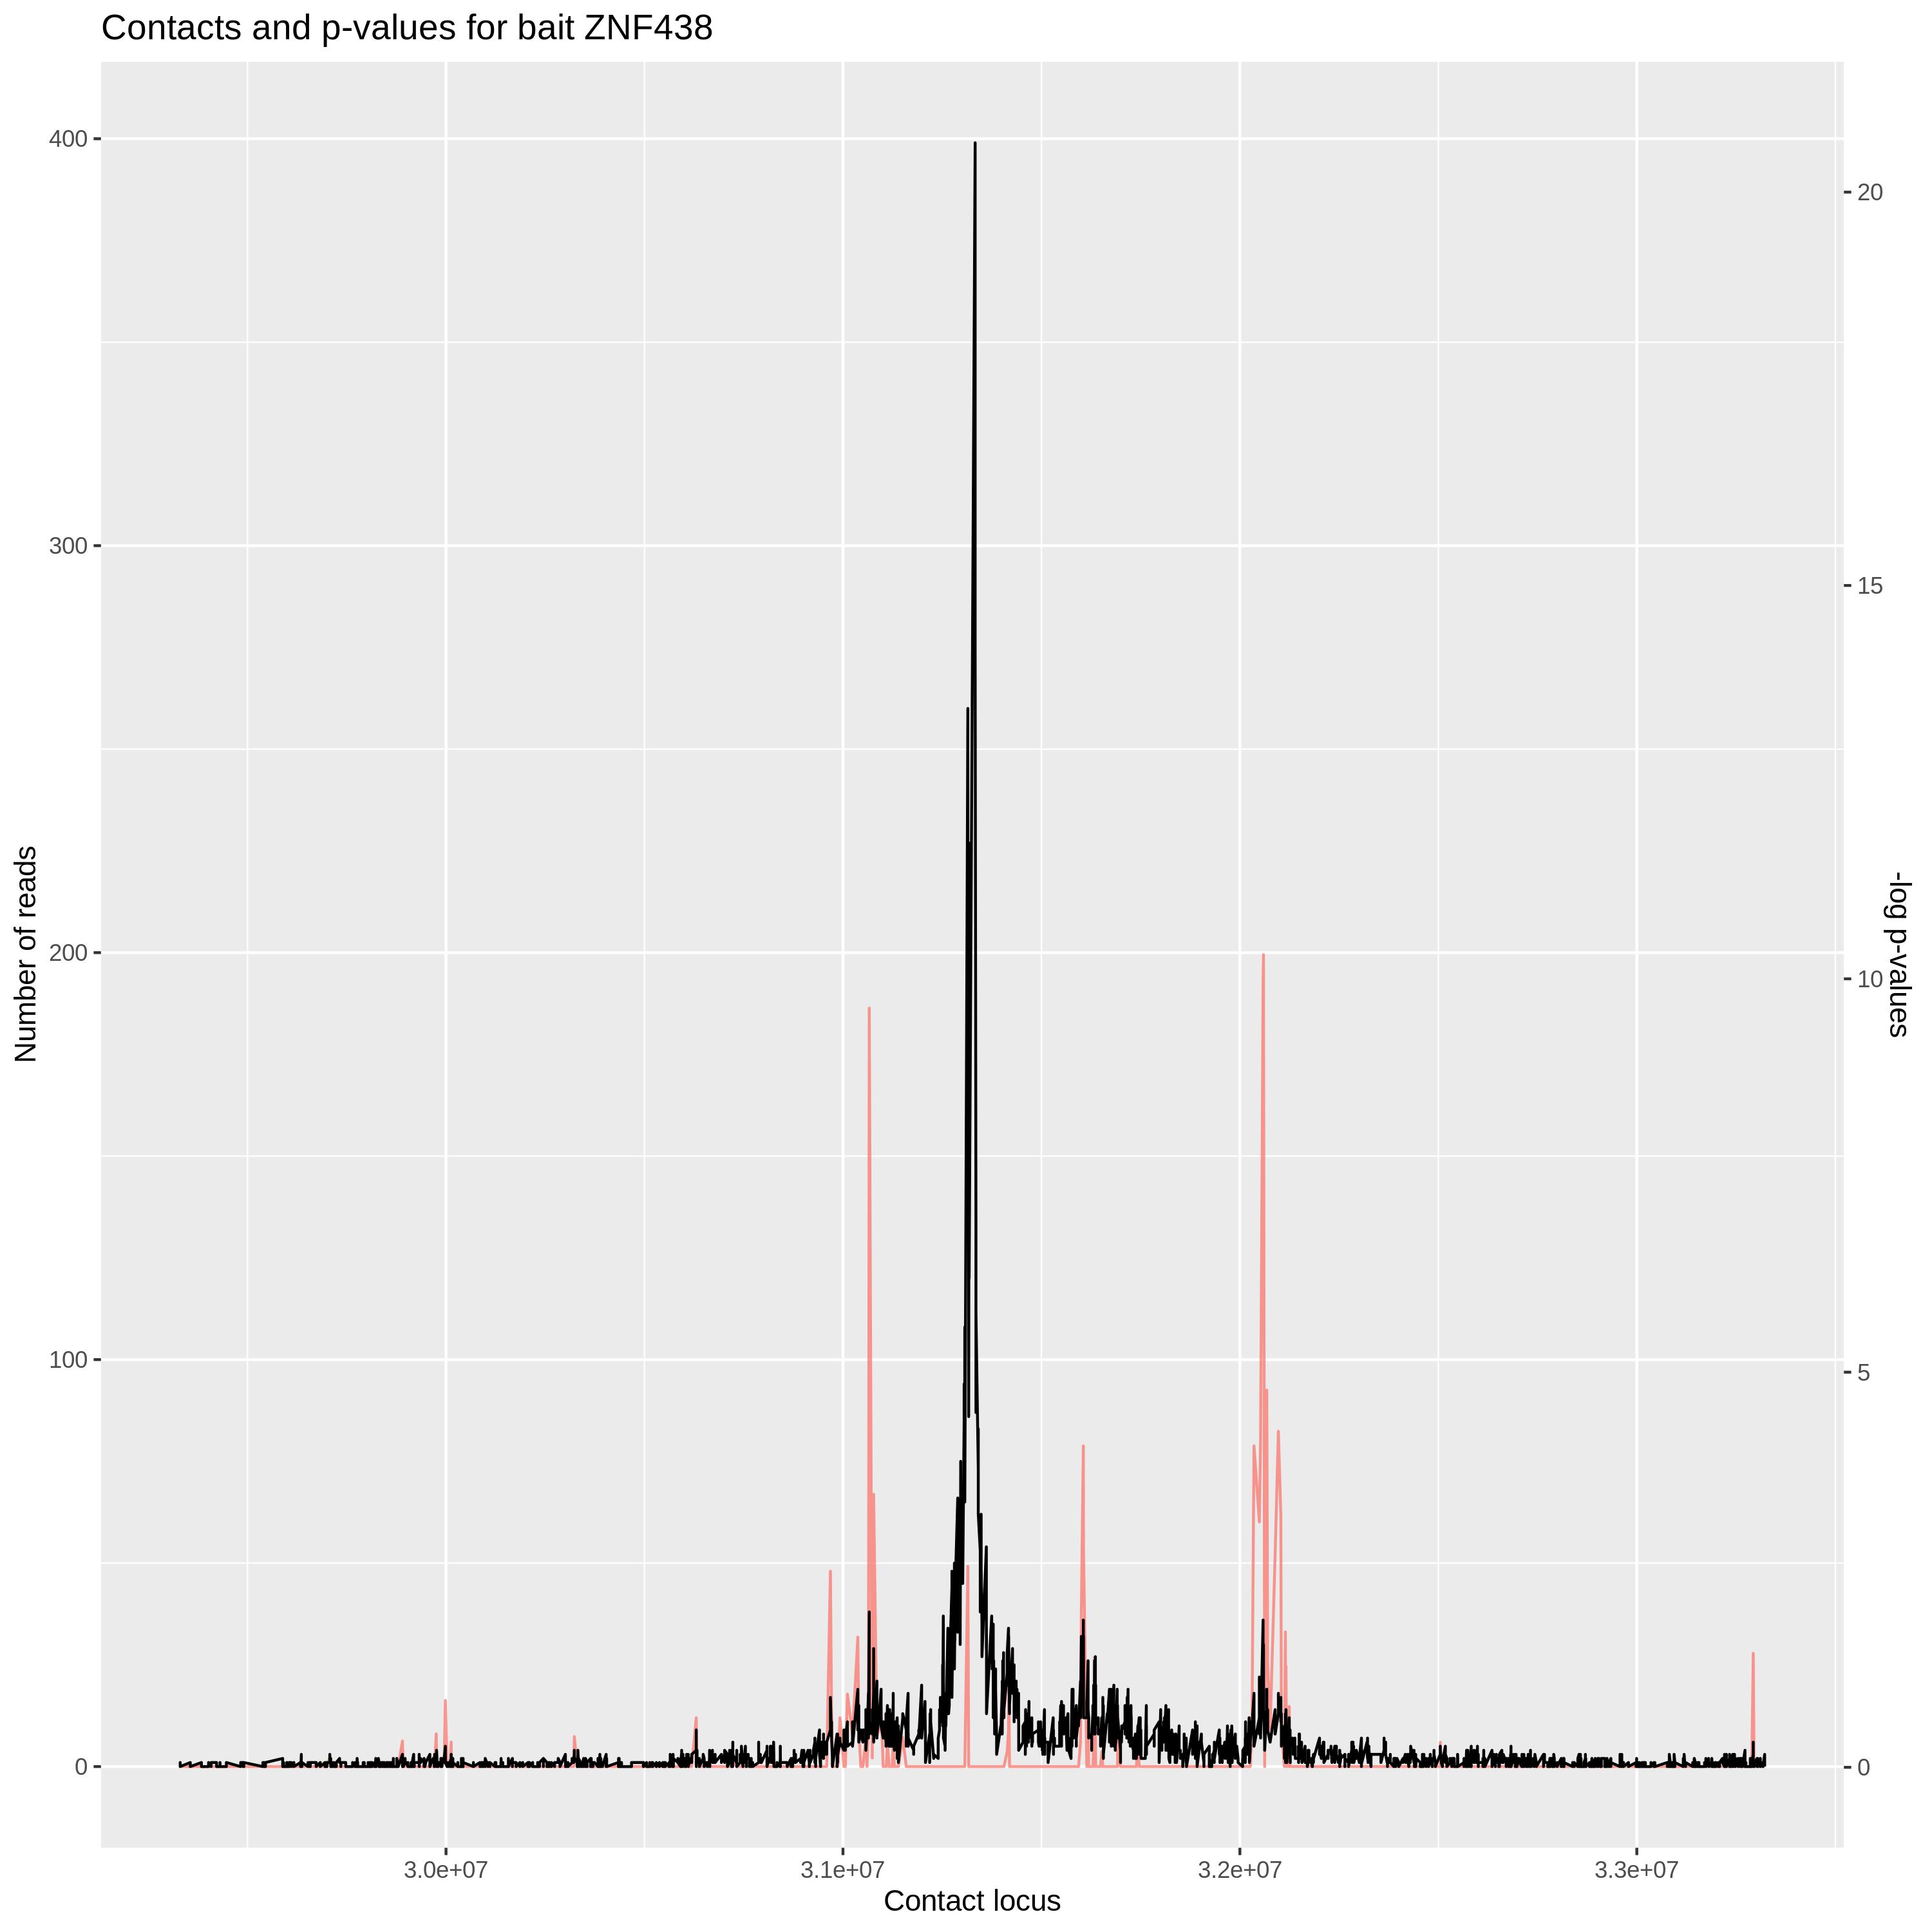 Contacts and p-values for bait ZNF438
Number of reads
400
300
200
100
0
20
15
10
5
0
-log p-values
3.0e+07
3.1e+07
3.2e+07
3.3e+07
Contact locus